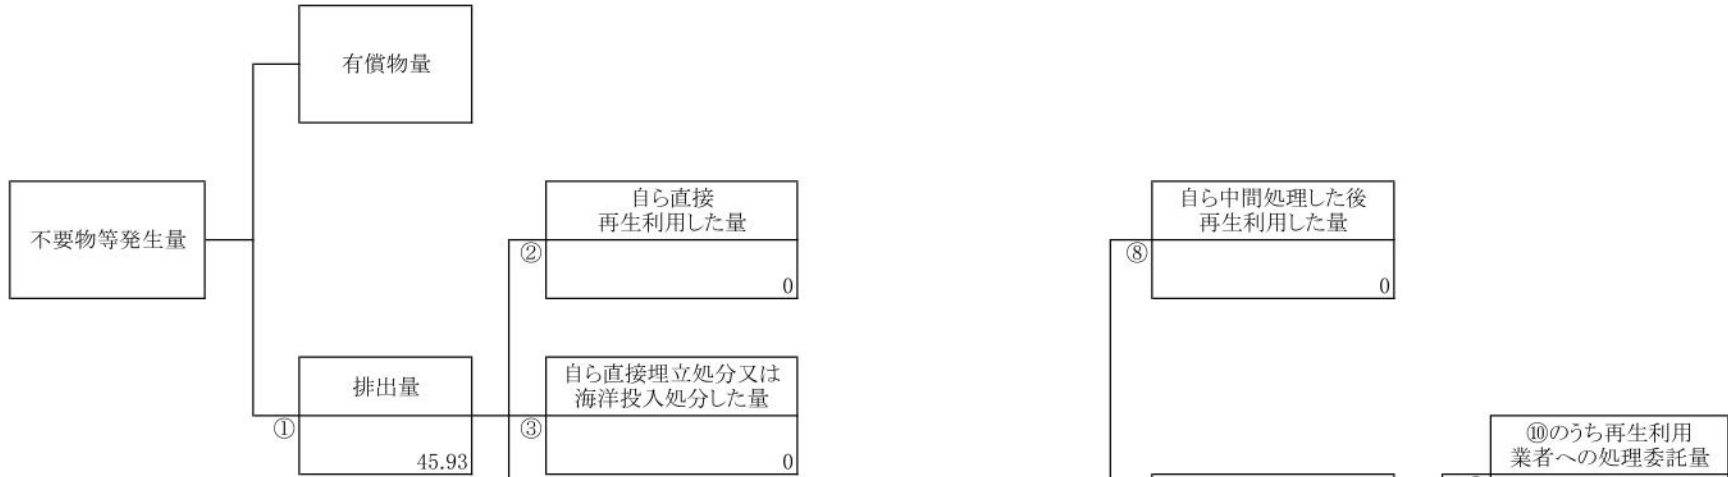 有償物量
不要物等発生量
自ら直接
再生利用した量
②
0
自ら中間処理した後
再生利用した量
⑧
0
排出量
①
45.93
自ら直接埋立処分又は
海洋投入処分した量
③
0
⑩のうち再生利用
業者への処理委託量